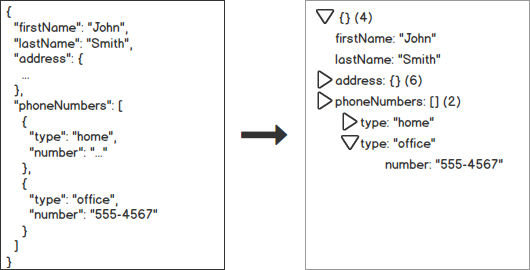 {
"firstName": "John",
"lastName": "Smith",
"address": {
...
},
"phoneNumbers": [
{
"type": "home",
"number": "..."
},
{
"type": "office",
"number": "555-4567"
}
]
}
{} (4)
firstName: "John"
lastName: "Smith"
address: {} (6)
phoneNumbers: [] (2)
type: "home"
type: "office"
number: "555-4567"